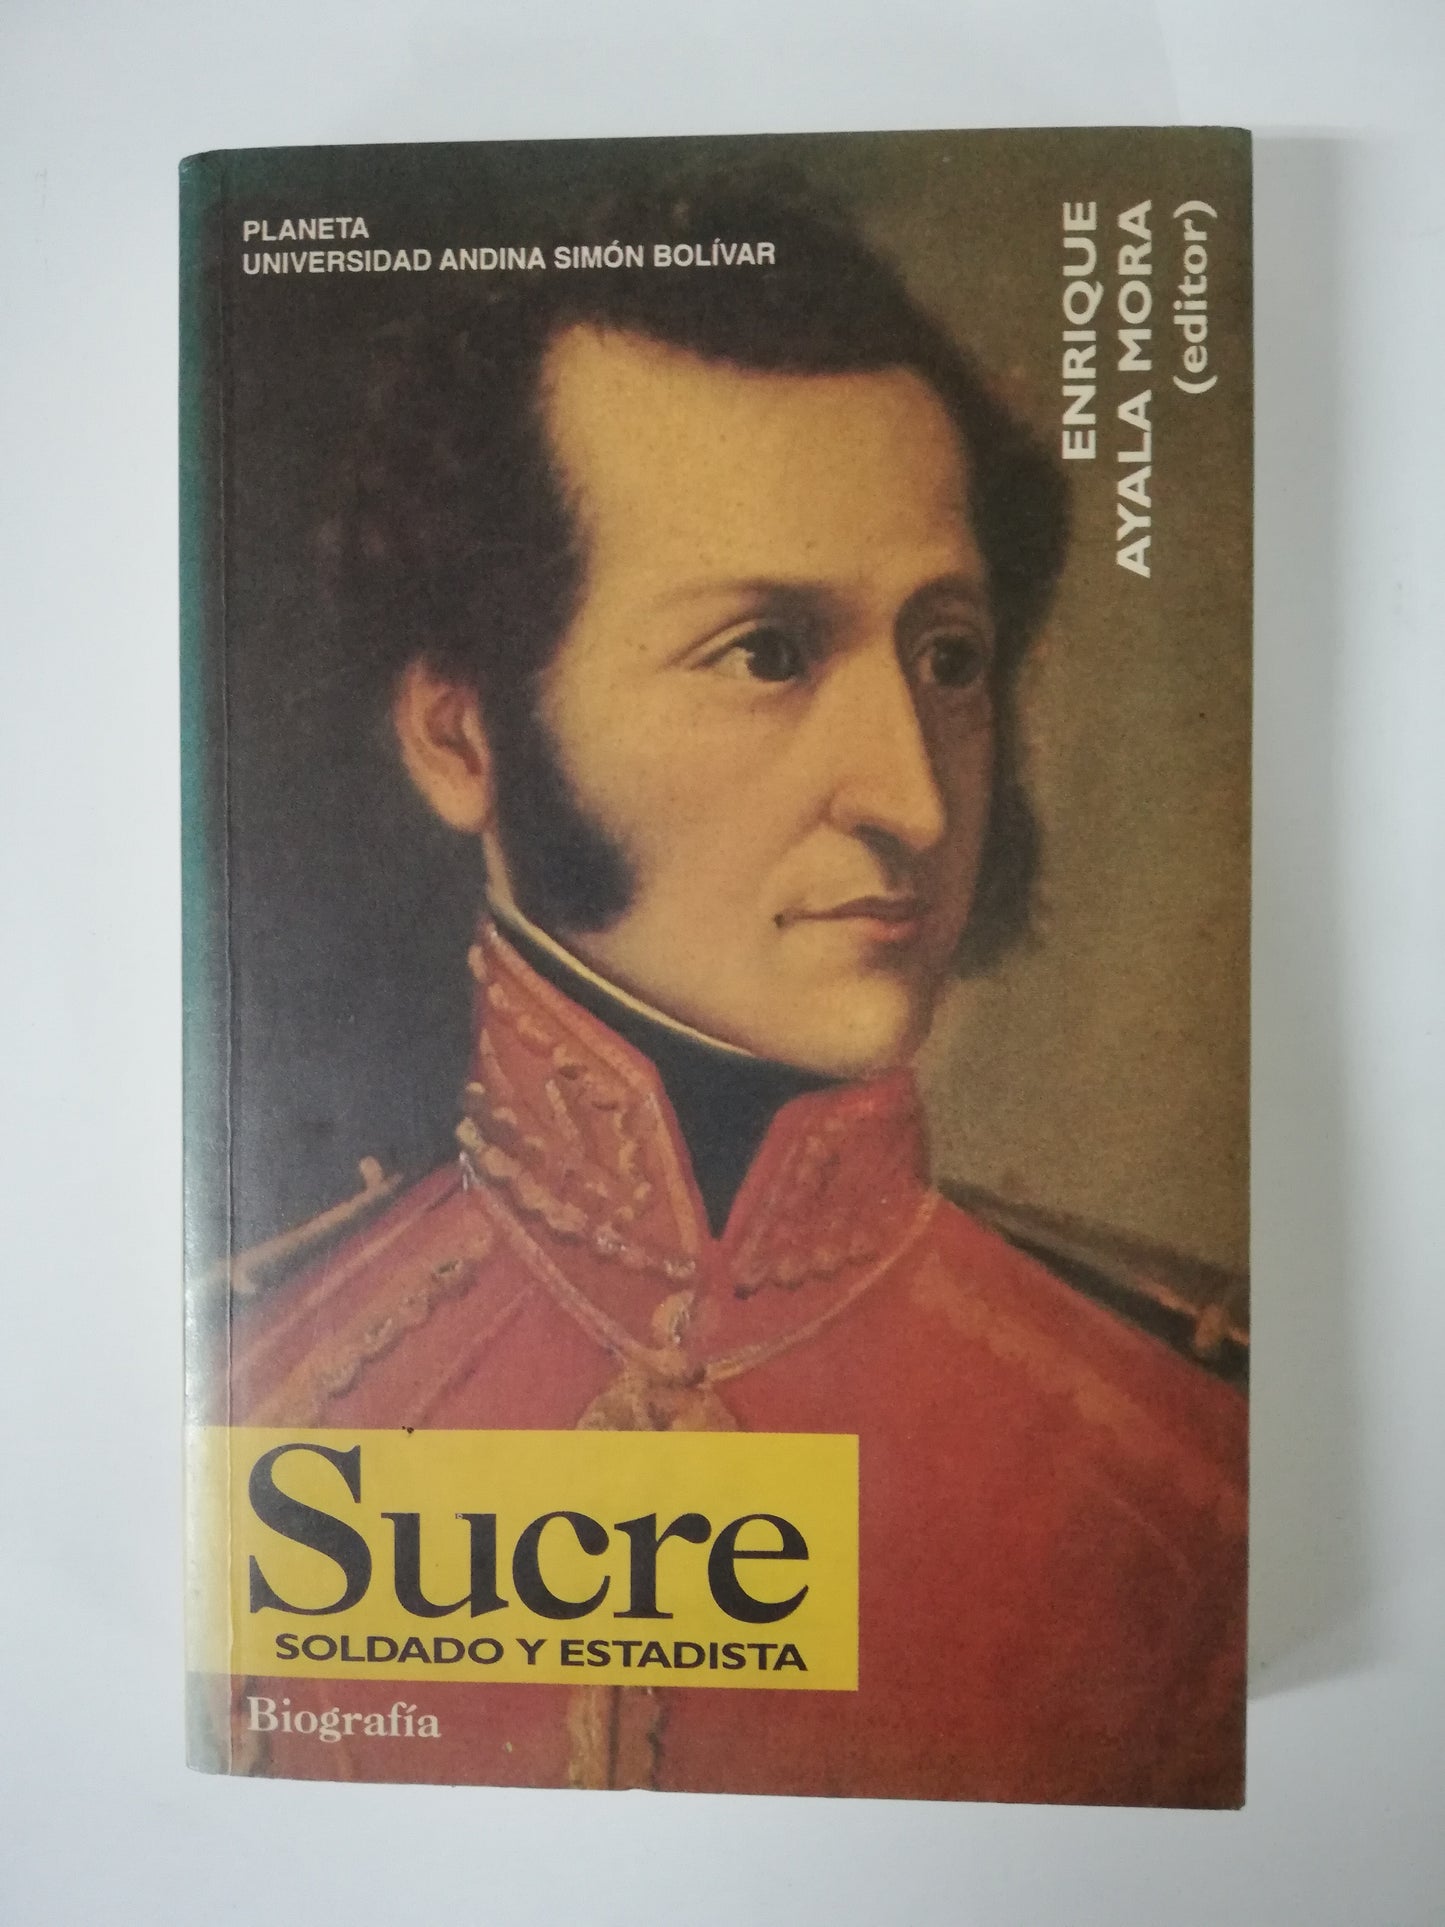 PLANETA
UNIVERSIDAD ANDINA SIMÓN BOLÍVAR
ENRIQUE
AYALA MORA
(editor)
Sucre
SOLDADO Y ESTADISTA
Biografía